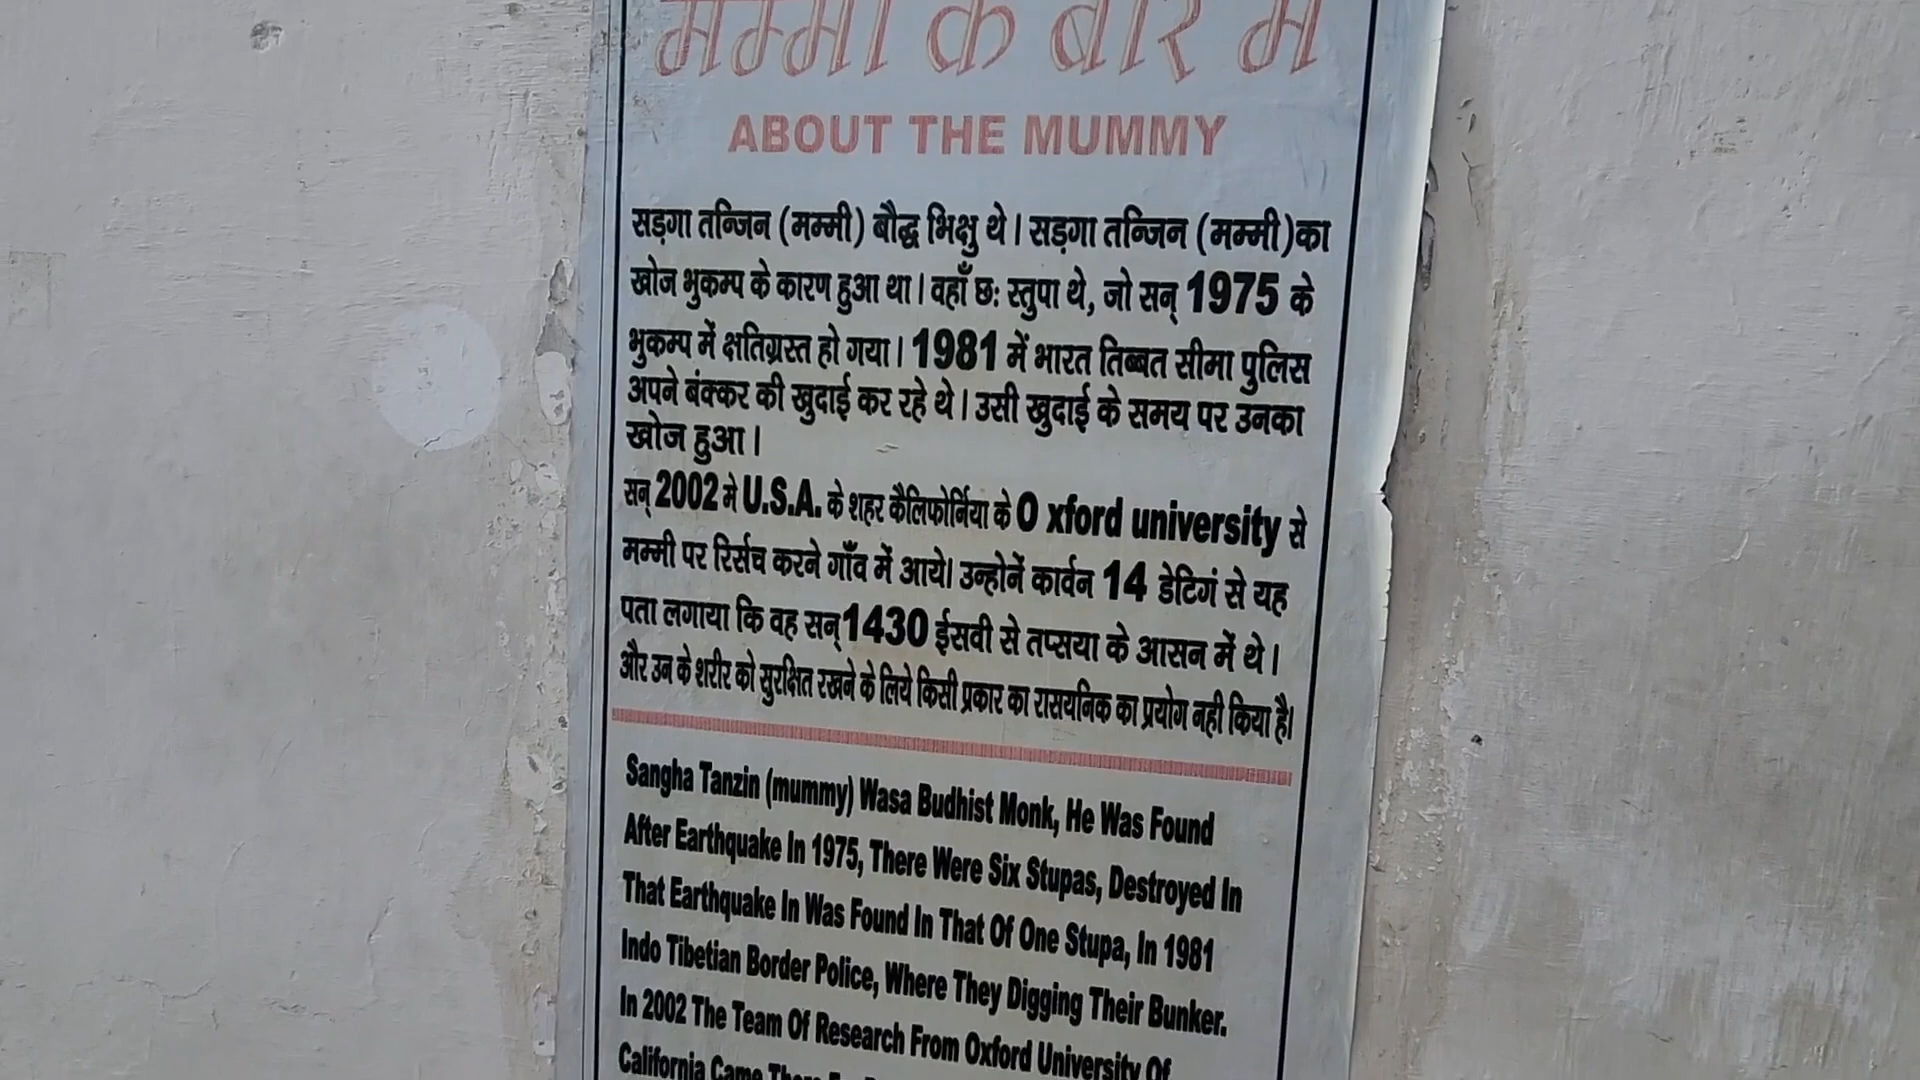 मम्मी के बारे में
ABOUT THE MUMMY
सड़गा तन्जिन (मम्मी) बौद्ध भिक्षु थे। सड़गा तन्जिन (मम्मी)का
खोज भुकम्प के कारण हुआ था। वहाँ छः स्तुपा थे, जो सन् 1975 के
भुकम्प में क्षतिग्रस्त हो गया। 1981 में भारत तिब्बत सीमा पुलिस
अपने बंक्कर की खुदाई कर रहे थे। उसी खुदाई के समय पर उनका
खोज हुआ।
सन् 2002 मे U.S.A. के शहर कैलिफोर्निया के O xford university से
मम्मी पर रिर्सच करने गाँव में आये। उन्होनें कार्वन 14 डेटिगं से यह
पता लगाया कि वह सन् 1430 ईसवी से तप्सया के आसन में थे।
और उन के शरीर को सुरक्षित रखने के लिये किसी प्रकार का रासयनिक का प्रयोग नही किया है।
Sangha Tanzin (mummy) Wasa Budhist Monk, He Was Found
After Earthquake In 1975, There Were Six Stupas, Destroyed In
That Earthquake In Was Found In That Of One Stupa, In 1981
Indo Tibetian Border Police, Where They Digging Their Bunker.
In 2002 The Team Of Research From Oxford University Of
California Came